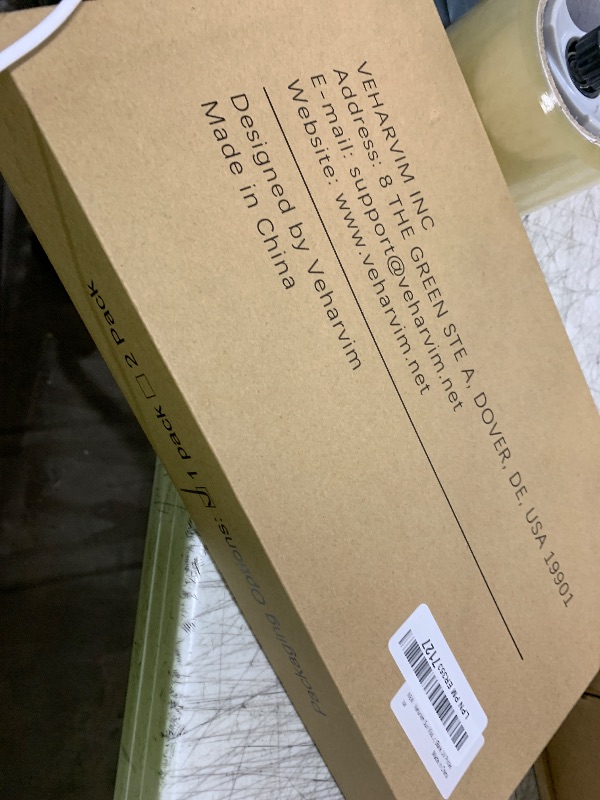 VEHARVIM INC
Address: 8 THE GREEN STE A, DOVER, DE, USA 19901
E-mail: support@veharvim.net
Website: www.veharvim.net
Designed by Veharvim
Made in China
Packaging Options: 1 pack 2 Pack